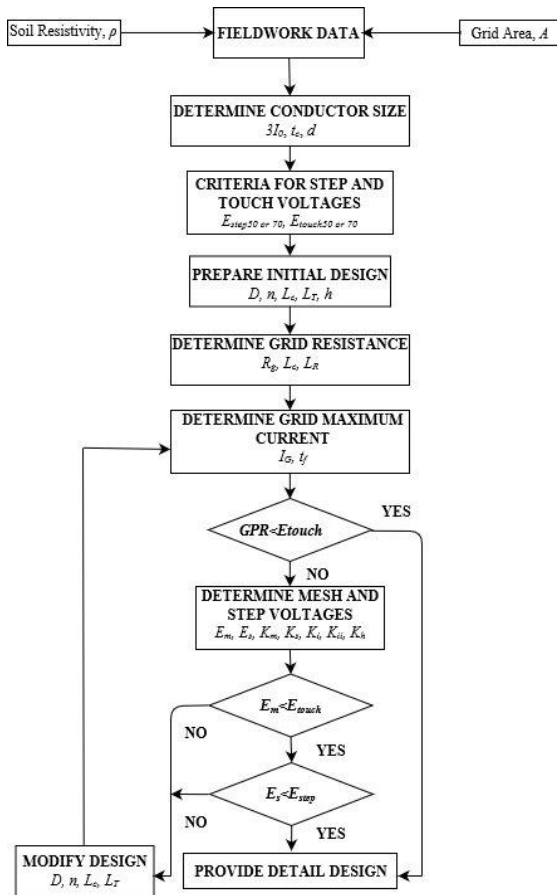 Soil Resistivity, ρ
FIELDWORK DATA
Grid Area, A
DETERMINE CONDUCTOR SIZE
3I₀, tc, d
CRITERIA FOR STEP AND
TOUCH VOLTAGES
Estep50 or 70, Etouch50 or 70
PREPARE INITIAL DESIGN
D, n, Lc, LT, h
DETERMINE GRID RESISTANCE
Rg, Lc, LR
DETERMINE GRID MAXIMUM
CURRENT
IG, tf
YES
GPR<Etouch
NO
DETERMINE MESH AND
STEP VOLTAGES
Em, Es, Km, Ks, Ki, Kii, Kh
Em<Etouch
NO
YES
Es<Estep
NO
YES
MODIFY DESIGN
D, n, Lc, LT
PROVIDE DETAIL DESIGN